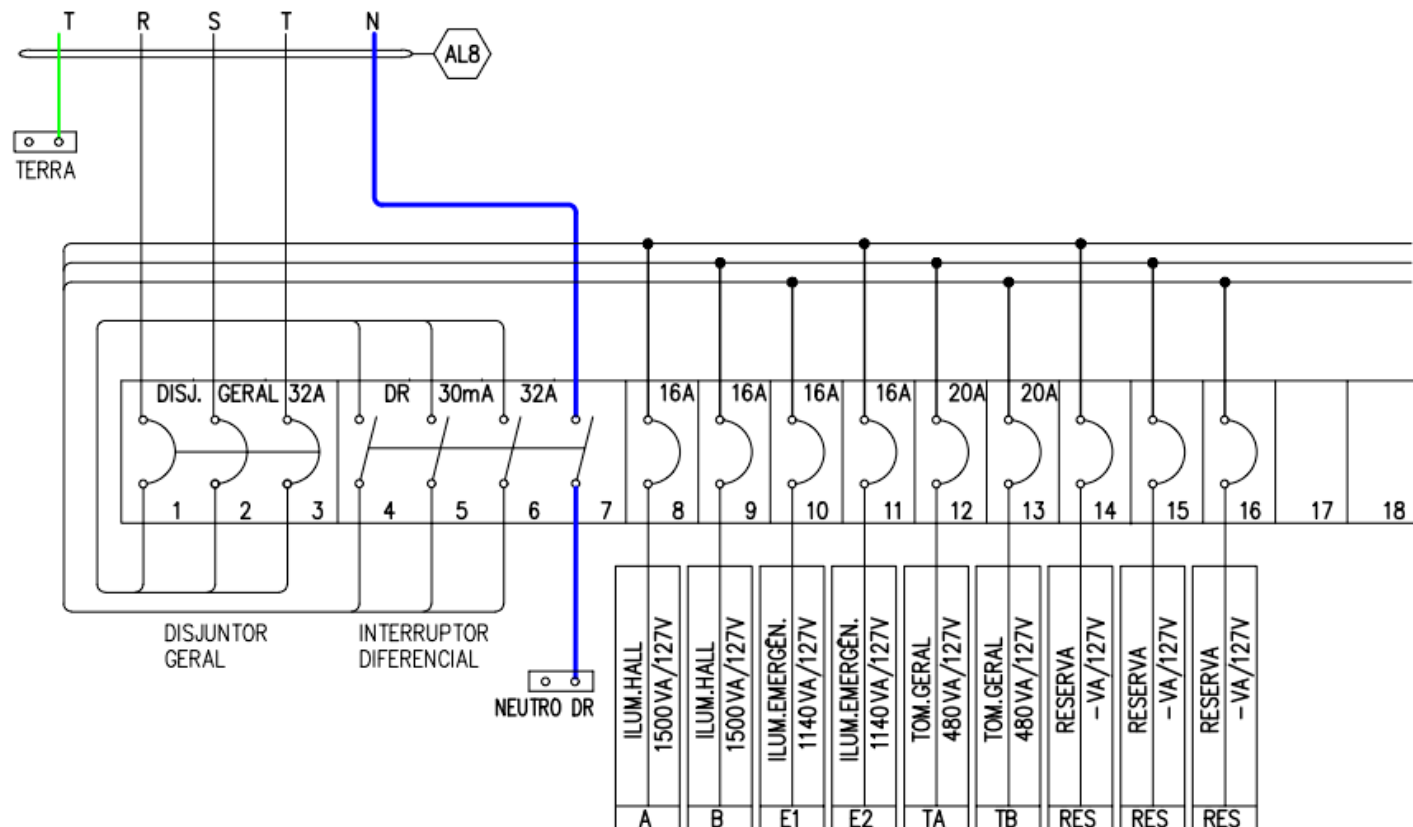 T R S T N
AL8
TERRA
DISJ. GERAL 32A DR 30mA 32A 16A 16A 16A 16A 20A 20A
1 2 3 4 5 6 7 8 9 10 11 12 13 14 15 16 17 18
DISJUNTOR
GERAL
INTERRUPTOR
DIFERENCIAL
NEUTRO DR
ILUM.HALL
1500VA/127V
A
ILUM.HALL
1500VA/127V
B
ILUM.EMERGÊN.
1140VA/127V
E1
ILUM.EMERGÊN.
1140VA/127V
E2
TOM.GERAL
480VA/127V
TA
TOM.GERAL
480VA/127V
TB
RESERVA
-VA/127V
RES
RESERVA
-VA/127V
RES
RESERVA
-VA/127V
RES